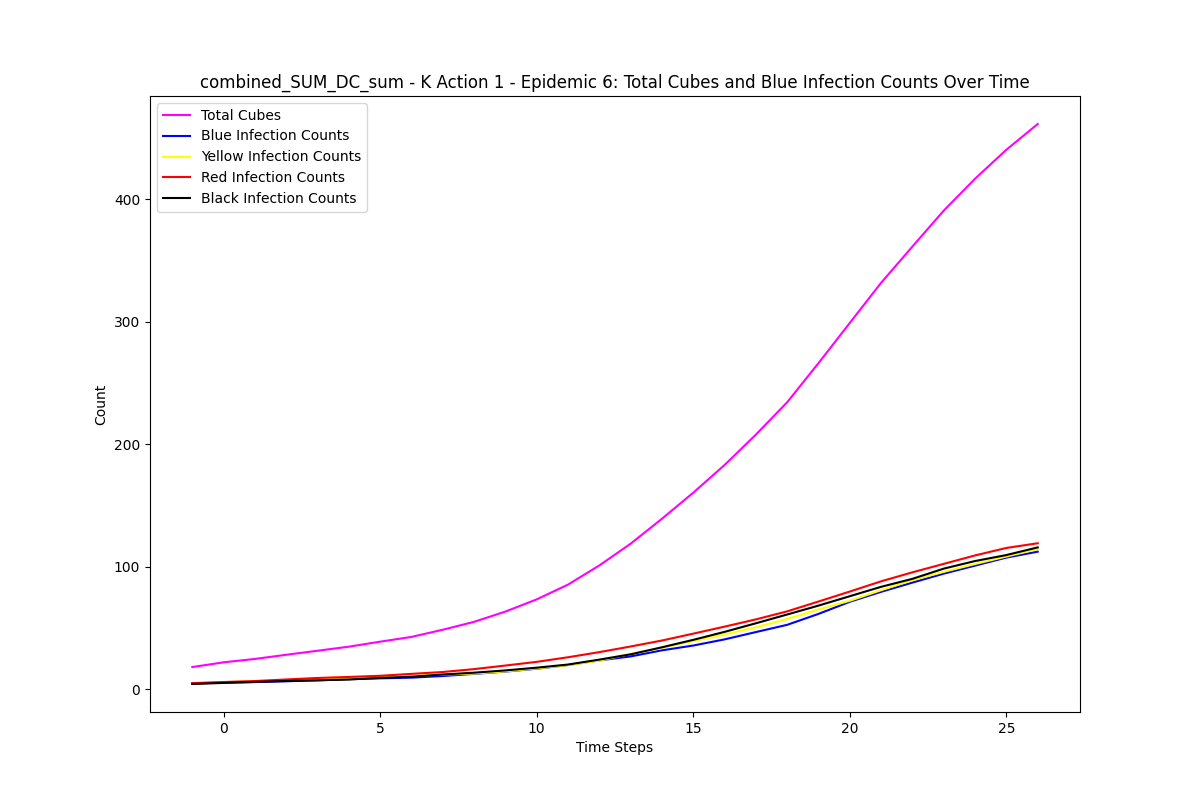 combined_SUM_DC_sum - K Action 1 - Epidemic 6: Total Cubes and Blue Infection Counts Over Time
Total Cubes
Blue Infection Counts
Yellow Infection Counts
Red Infection Counts
Black Infection Counts
Count
400
300
200
100
0
0 5 10 15 20 25
Time Steps